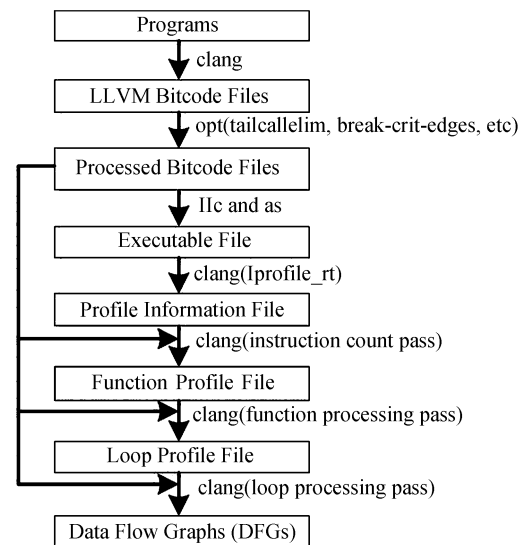 Programs
clang
LLVM Bitcode Files
opt(tailcallelim, break-crit-edges, etc)
Processed Bitcode Files
IIc and as
Executable File
clang(Iprofile_rt)
Profile Information File
clang(instruction count pass)
Function Profile File
clang(function processing pass)
Loop Profile File
clang(loop processing pass)
Data Flow Graphs (DFGs)